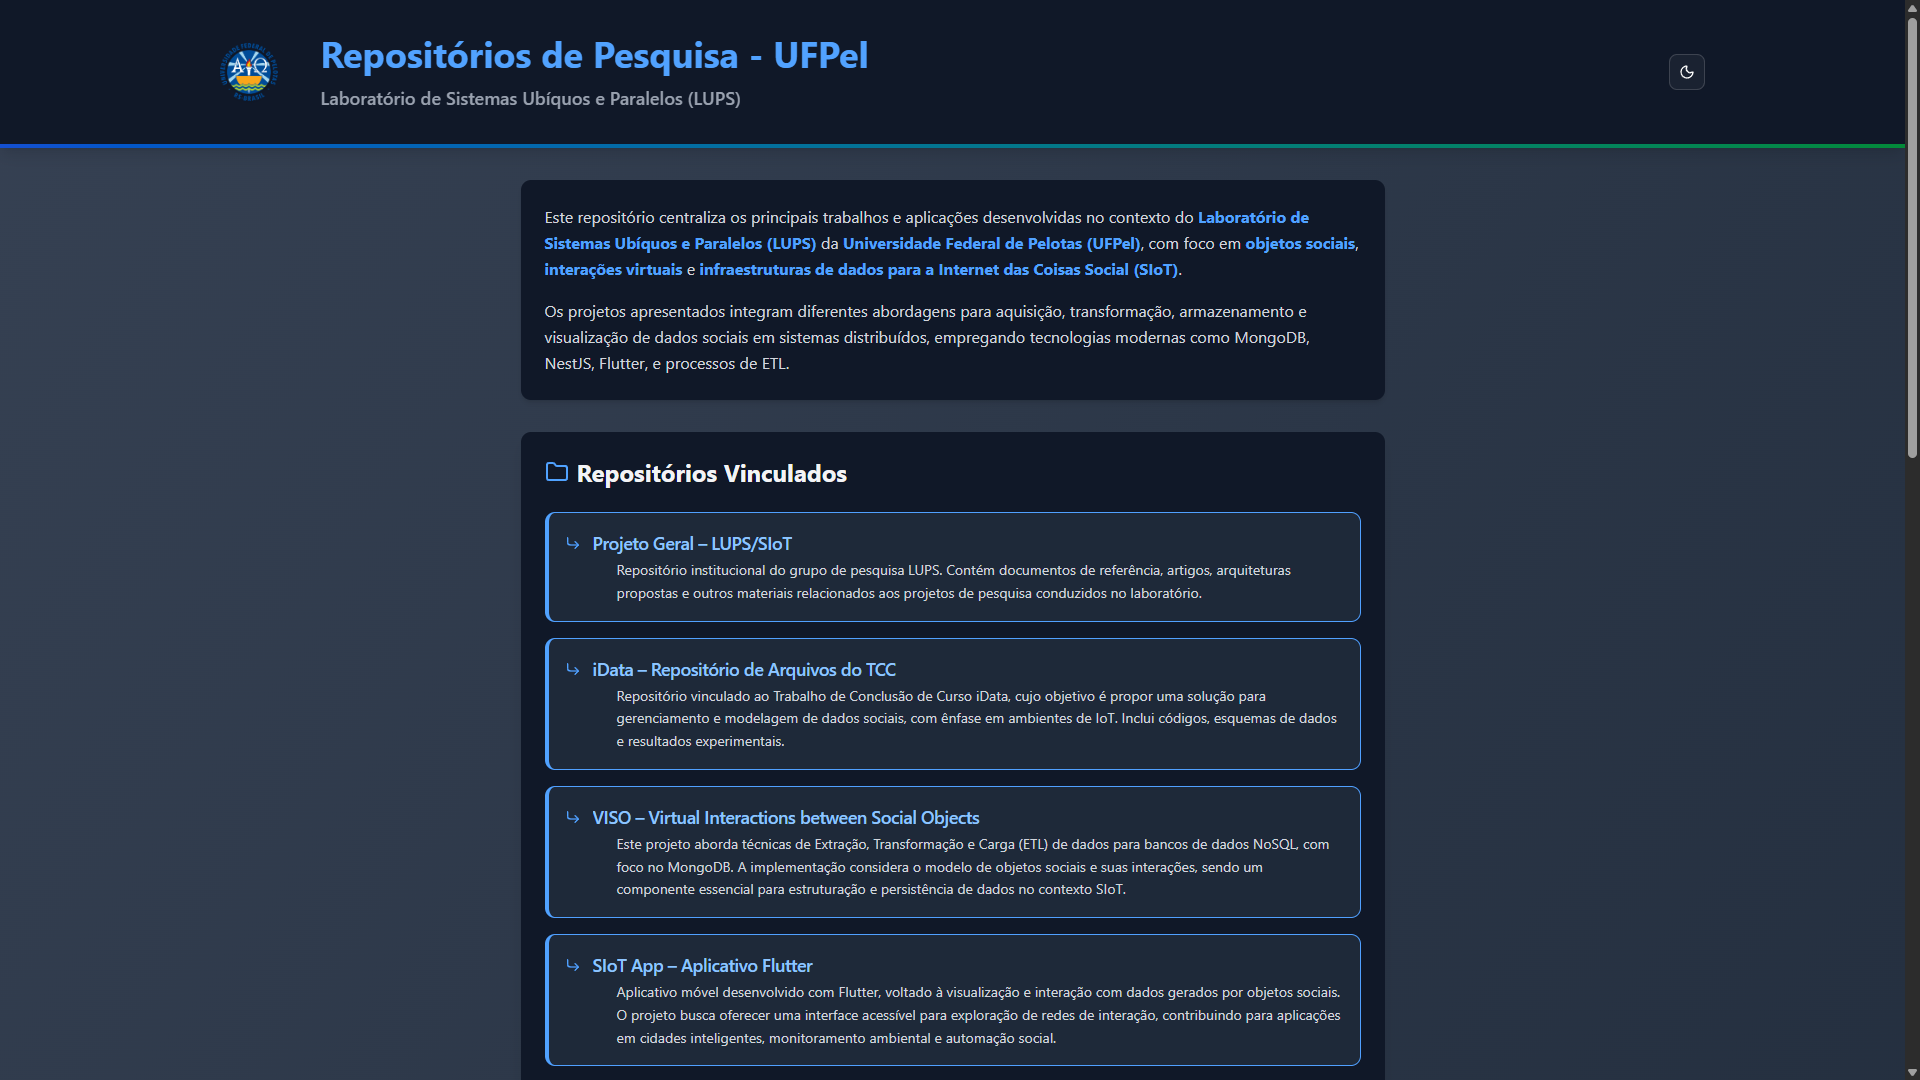 Repositórios de Pesquisa - UFPel
Laboratório de Sistemas Ubíquos e Paralelos (LUPS)
Este repositório centraliza os principais trabalhos e aplicações desenvolvidas no contexto do Laboratório de
Sistemas Ubíquos e Paralelos (LUPS) da Universidade Federal de Pelotas (UFPel), com foco em objetos sociais,
interações virtuais e infraestruturas de dados para a Internet das Coisas Social (SIoT).
Os projetos apresentados integram diferentes abordagens para aquisição, transformação, armazenamento e
visualização de dados sociais em sistemas distribuídos, empregando tecnologias modernas como MongoDB,
NestJS, Flutter, e processos de ETL.
Repositórios Vinculados
Projeto Geral – LUPS/SIoT
Repositório institucional do grupo de pesquisa LUPS. Contém documentos de referência, artigos, arquiteturas
propostas e outros materiais relacionados aos projetos de pesquisa conduzidos no laboratório.
iData – Repositório de Arquivos do TCC
Repositório vinculado ao Trabalho de Conclusão de Curso iData, cujo objetivo é propor uma solução para
gerenciamento e modelagem de dados sociais, com ênfase em ambientes de IoT. Inclui códigos, esquemas de dados
e resultados experimentais.
VISO – Virtual Interactions between Social Objects
Este projeto aborda técnicas de Extração, Transformação e Carga (ETL) de dados para bancos de dados NoSQL, com
foco no MongoDB. A implementação considera o modelo de objetos sociais e suas interações, sendo um
componente essencial para estruturação e persistência de dados no contexto SIoT.
SIoT App – Aplicativo Flutter
Aplicativo móvel desenvolvido com Flutter, voltado à visualização e interação com dados gerados por objetos sociais.
O projeto busca oferecer uma interface acessível para exploração de redes de interação, contribuindo para aplicações
em cidades inteligentes, monitoramento ambiental e automação social.